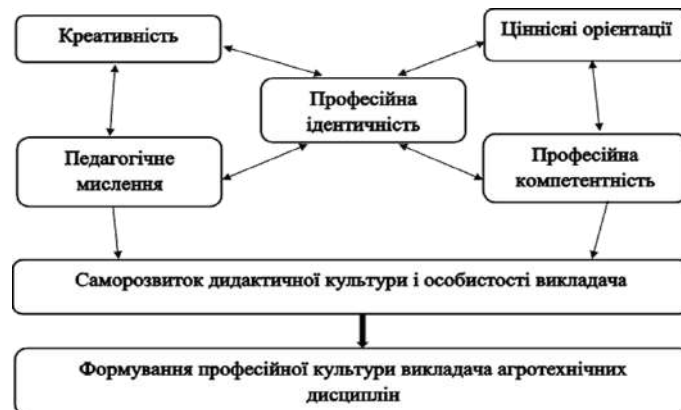 Креативність
Ціннісні орієнтації
Професійна
ідентичність
Педагогічне
мислення
Професійна
компетентність
Саморозвиток дидактичної культури і особистості викладача
Формування професійної культури викладача агротехнічних
дисциплін